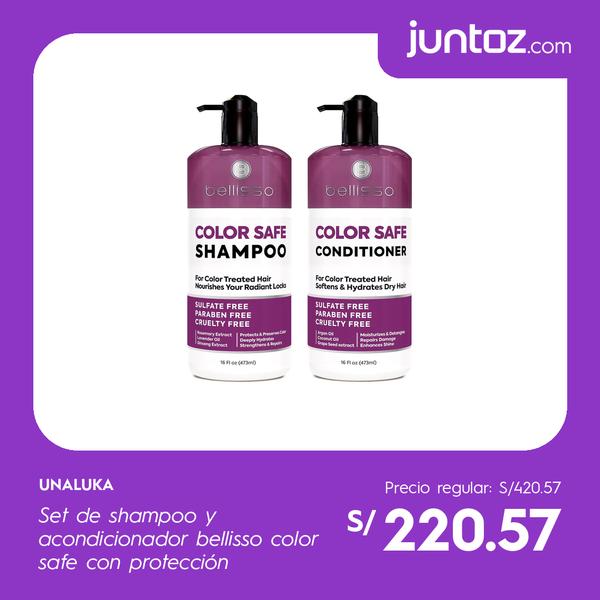 juntoz.com
bellisso
COLOR SAFE
SHAMPOO
For Color Treated Hair
Nourishes Your Radiant Locks
SULFATE FREE
PARABEN FREE
CRUELTY FREE
Rosemary Extract
Lavender Oil
Ginseng Extract
Protects & Preserves Color
Deeply Hydrates
Strengthens & Repairs
16 Fl oz (473ml)
bellisso
COLOR SAFE
CONDITIONER
For Color Treated Hair
Softens & Hydrates Dry Hair
SULFATE FREE
PARABEN FREE
CRUELTY FREE
Argan Oil
Coconut Oil
Grape Seed extract
Moisturizes & Detangles
Repairs Damage
Enhances Shine
16 Fl oz (473ml)
UNALUKA
Set de shampoo y
acondicionador bellisso color
safe con protección
Precio regular: S/420.57
S/ 220.57